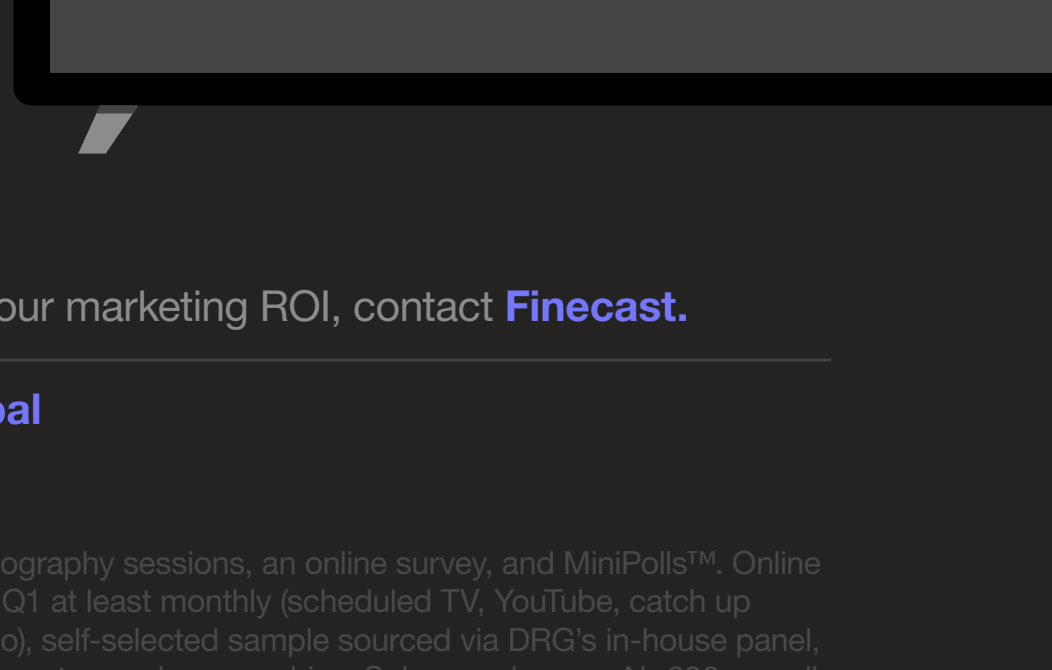 our marketing ROI, contact Finecast.
bal
ography sessions, an online survey, and MiniPolls™. Online
Q1 at least monthly (scheduled TV, YouTube, catch up
o), self-selected sample sourced via DRG's in-house panel,